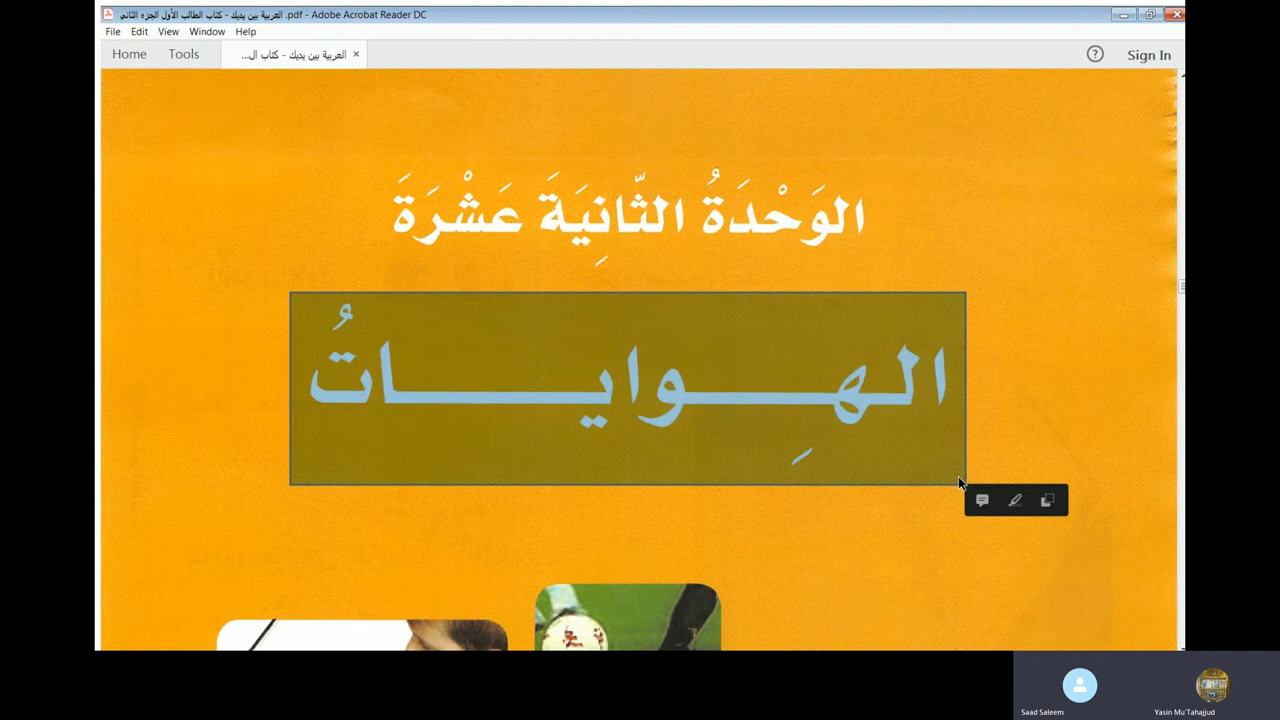 العربية بين يديك - كتاب الطالب الأول الجزء الثاني .pdf - Adobe Acrobat Reader DC
File Edit View Window Help
Home Tools العربية بين يديك - كتاب ال... × ? Sign In
الوَحْدَةُ الثّانِيَةَ عَشْرَةَ
الهِوايــاتُ
Saad Saleem Yasin Mu'Tahajjud